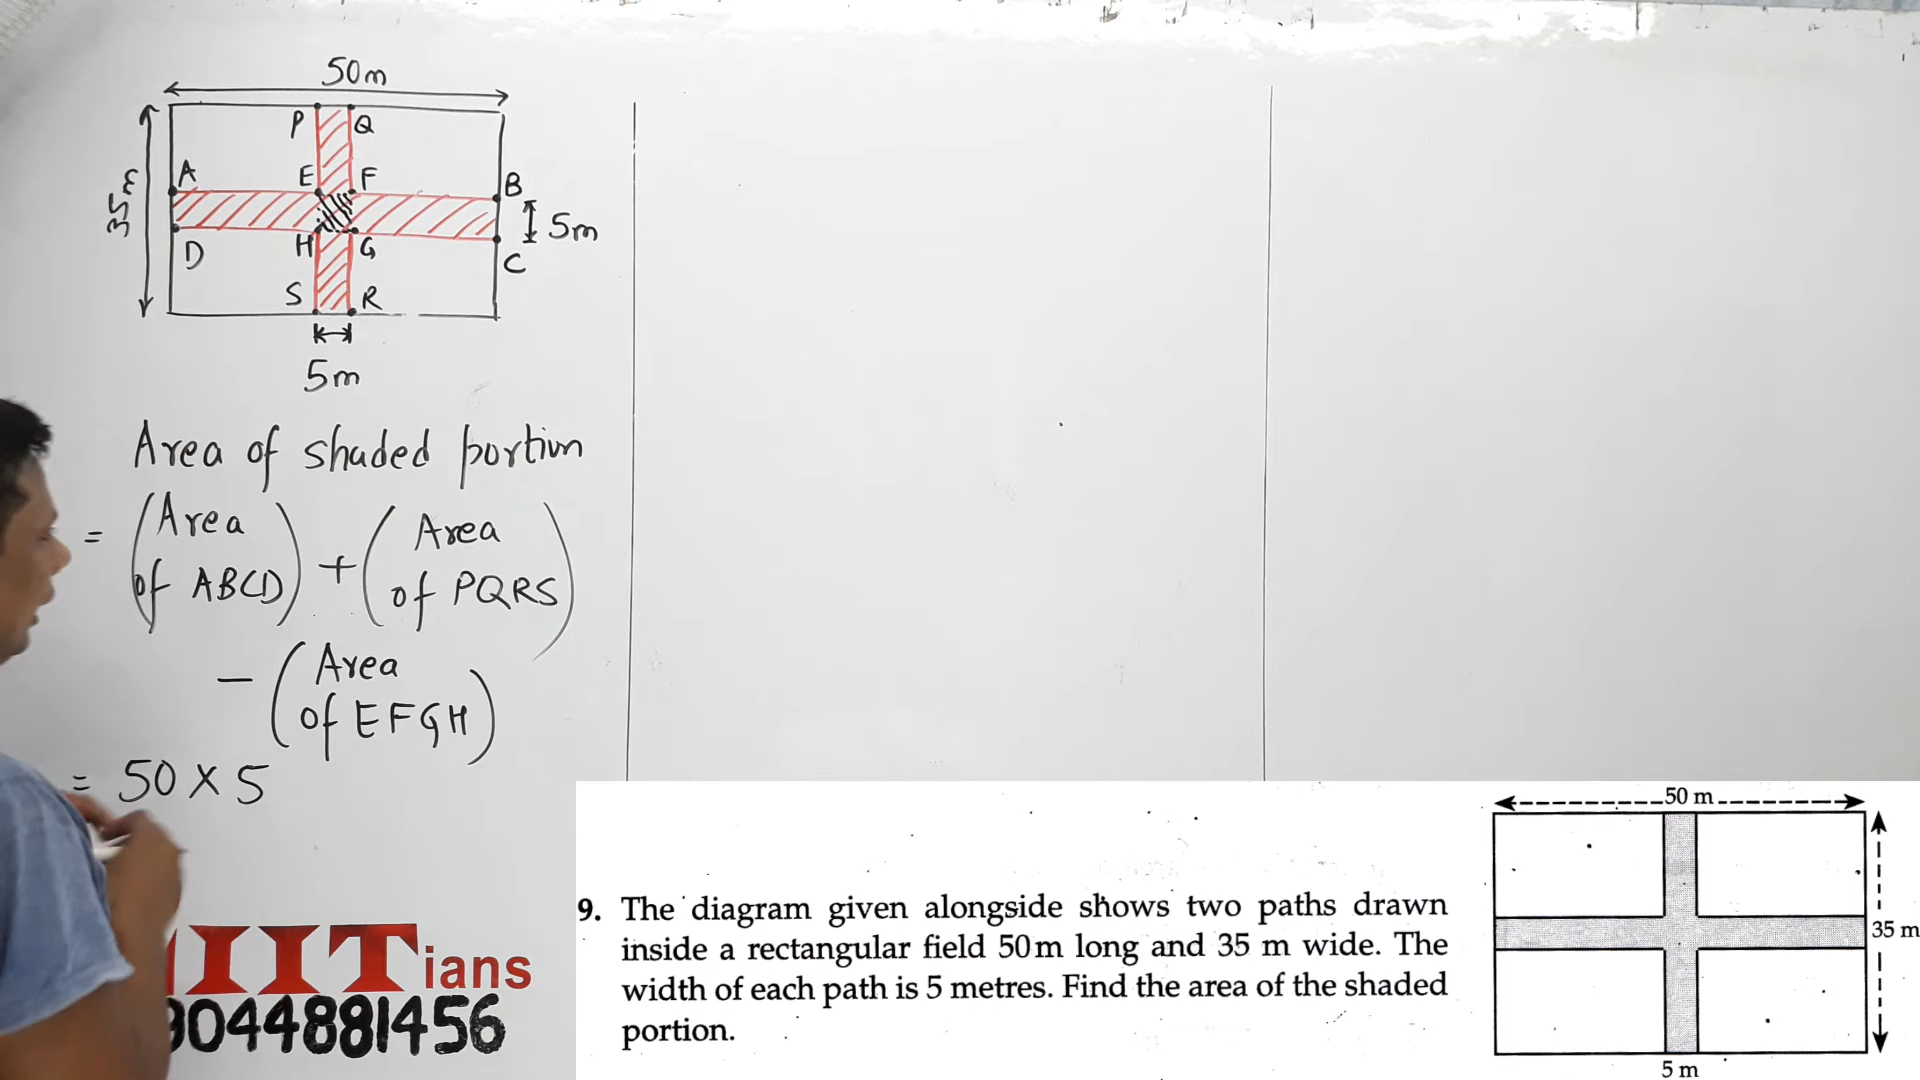 50m
P Q
A E F B
35m
5m
D H G C
S R
5m
Area of shaded portion
= (Area of ABCD) + (Area of PQRS)
- (Area of EFGH)
= 50 × 5
IITians
9044881456
9. The diagram given alongside shows two paths drawn
inside a rectangular field 50m long and 35 m wide. The
width of each path is 5 metres. Find the area of the shaded
portion.
50 m
35 m
5 m